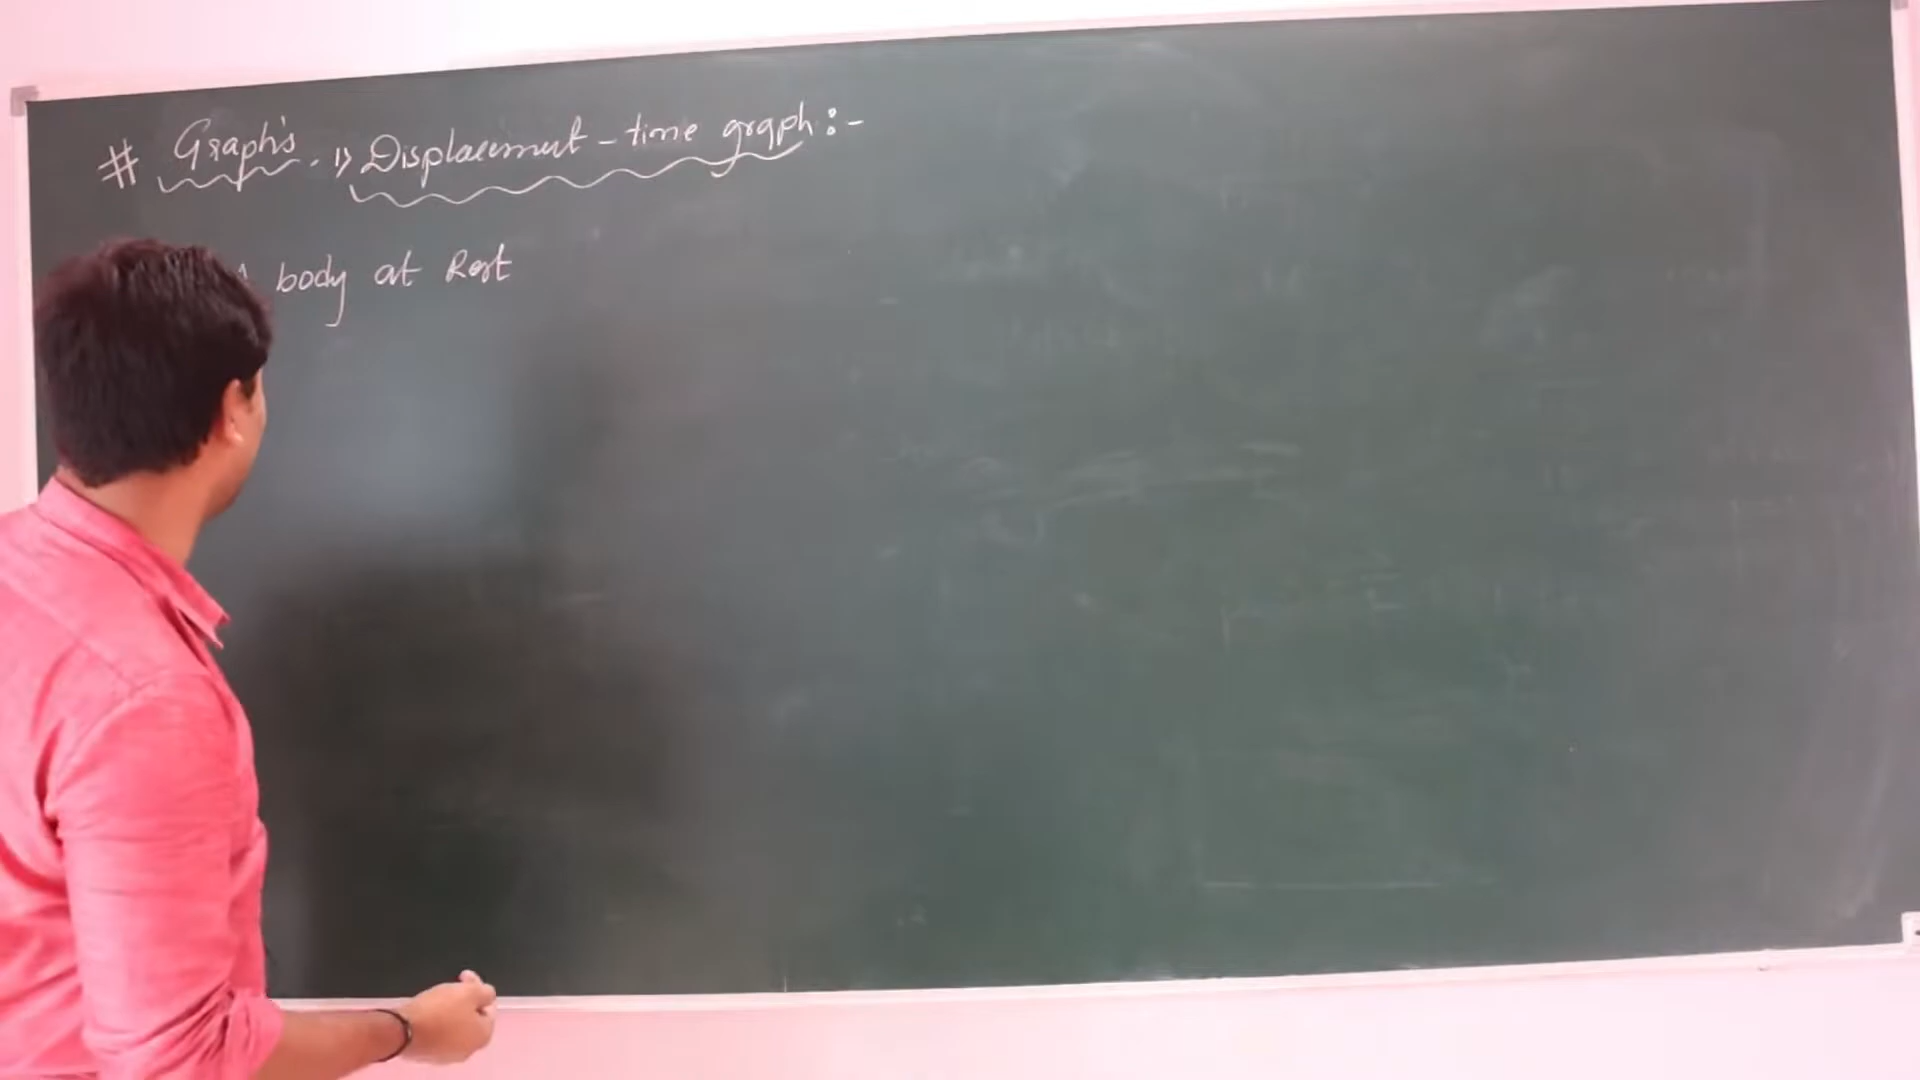 # Graph's . 1) Displacement - time graph :-
A body at Rest